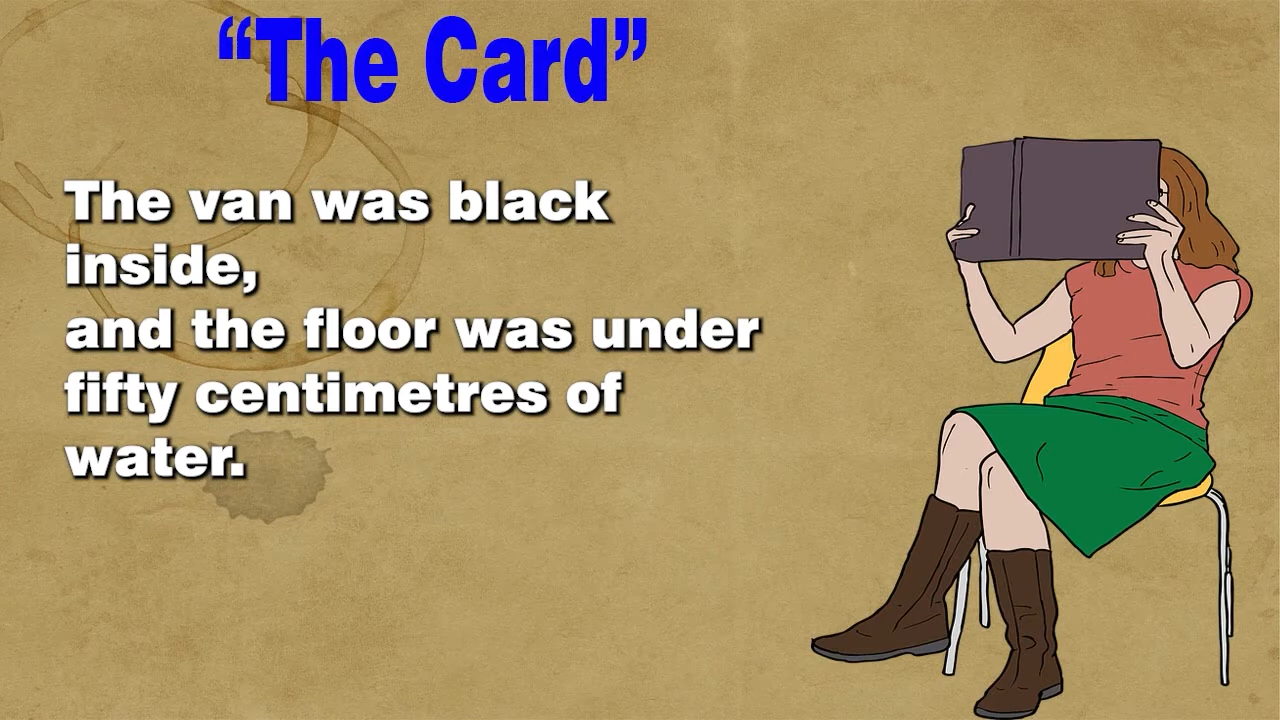 “The Card”
The van was black
inside,
and the floor was under
fifty centimetres of
water.